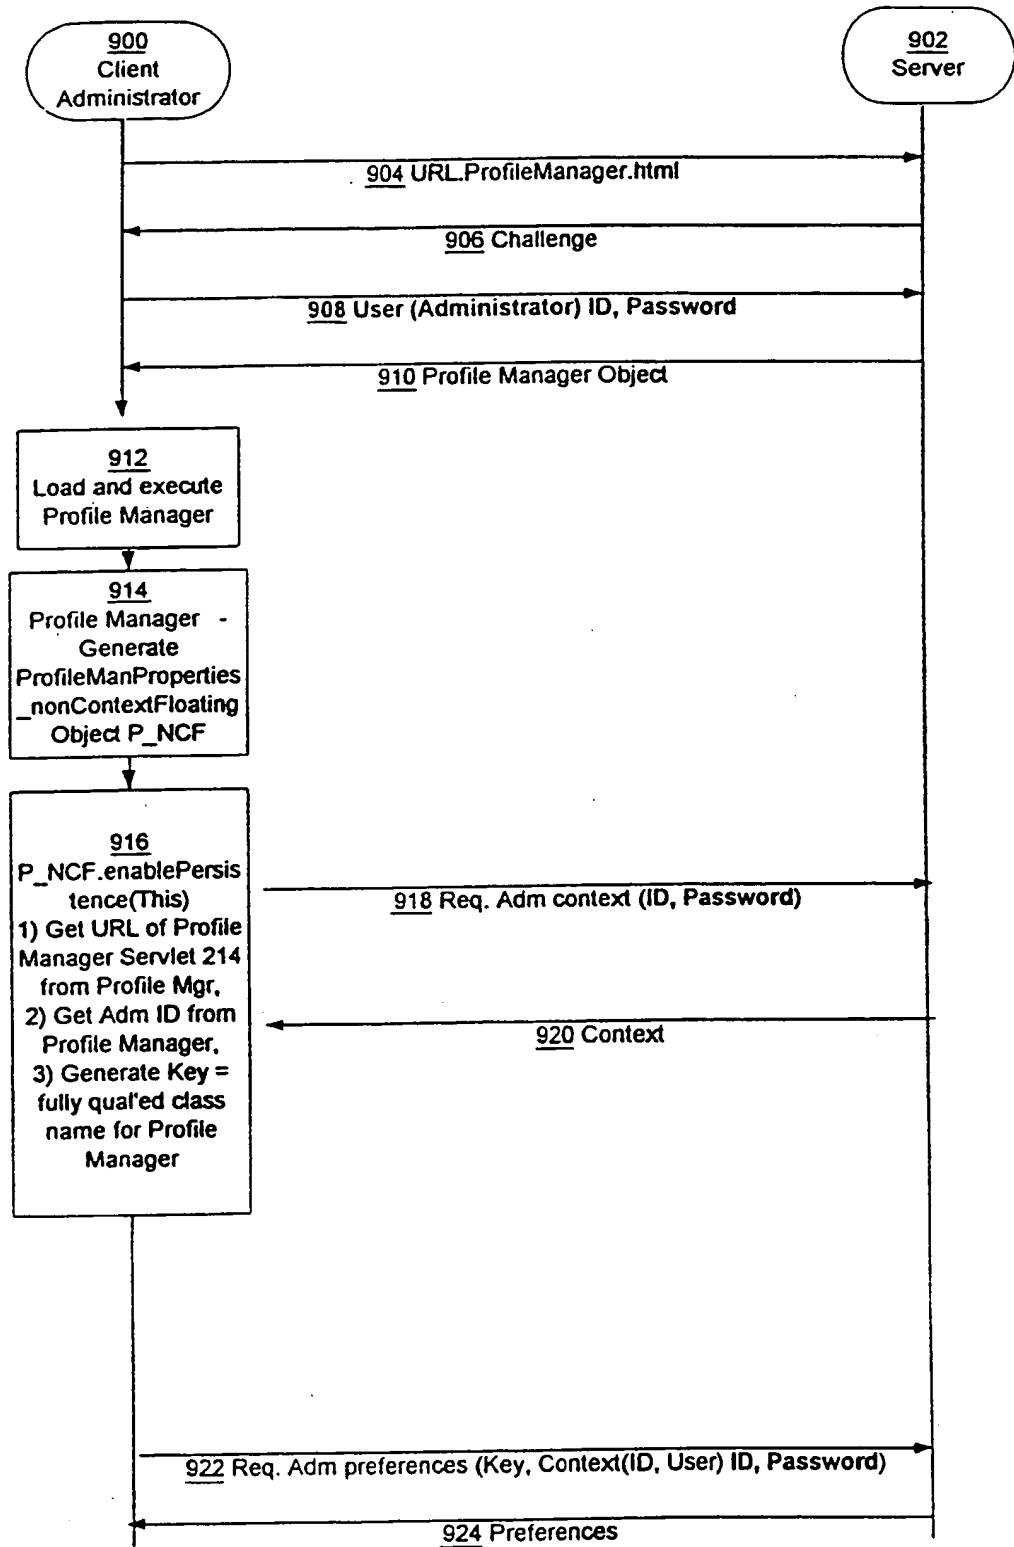 900
Client
Administrator
902
Server
904 URL.ProfileManager.html
906 Challenge
908 User (Administrator) ID, Password
910 Profile Manager Object
912
Load and execute
Profile Manager
914
Profile Manager -
Generate
ProfileManProperties
_nonContextFloating
Object P_NCF
916
P_NCF.enablePersis
tence(This)
1) Get URL of Profile
Manager Servlet 214
from Profile Mgr,
2) Get Adm ID from
Profile Manager,
3) Generate Key =
fully qual'ed class
name for Profile
Manager
918 Req. Adm context (ID, Password)
920 Context
922 Req. Adm preferences (Key, Context(ID, User) ID, Password)
924 Preferences